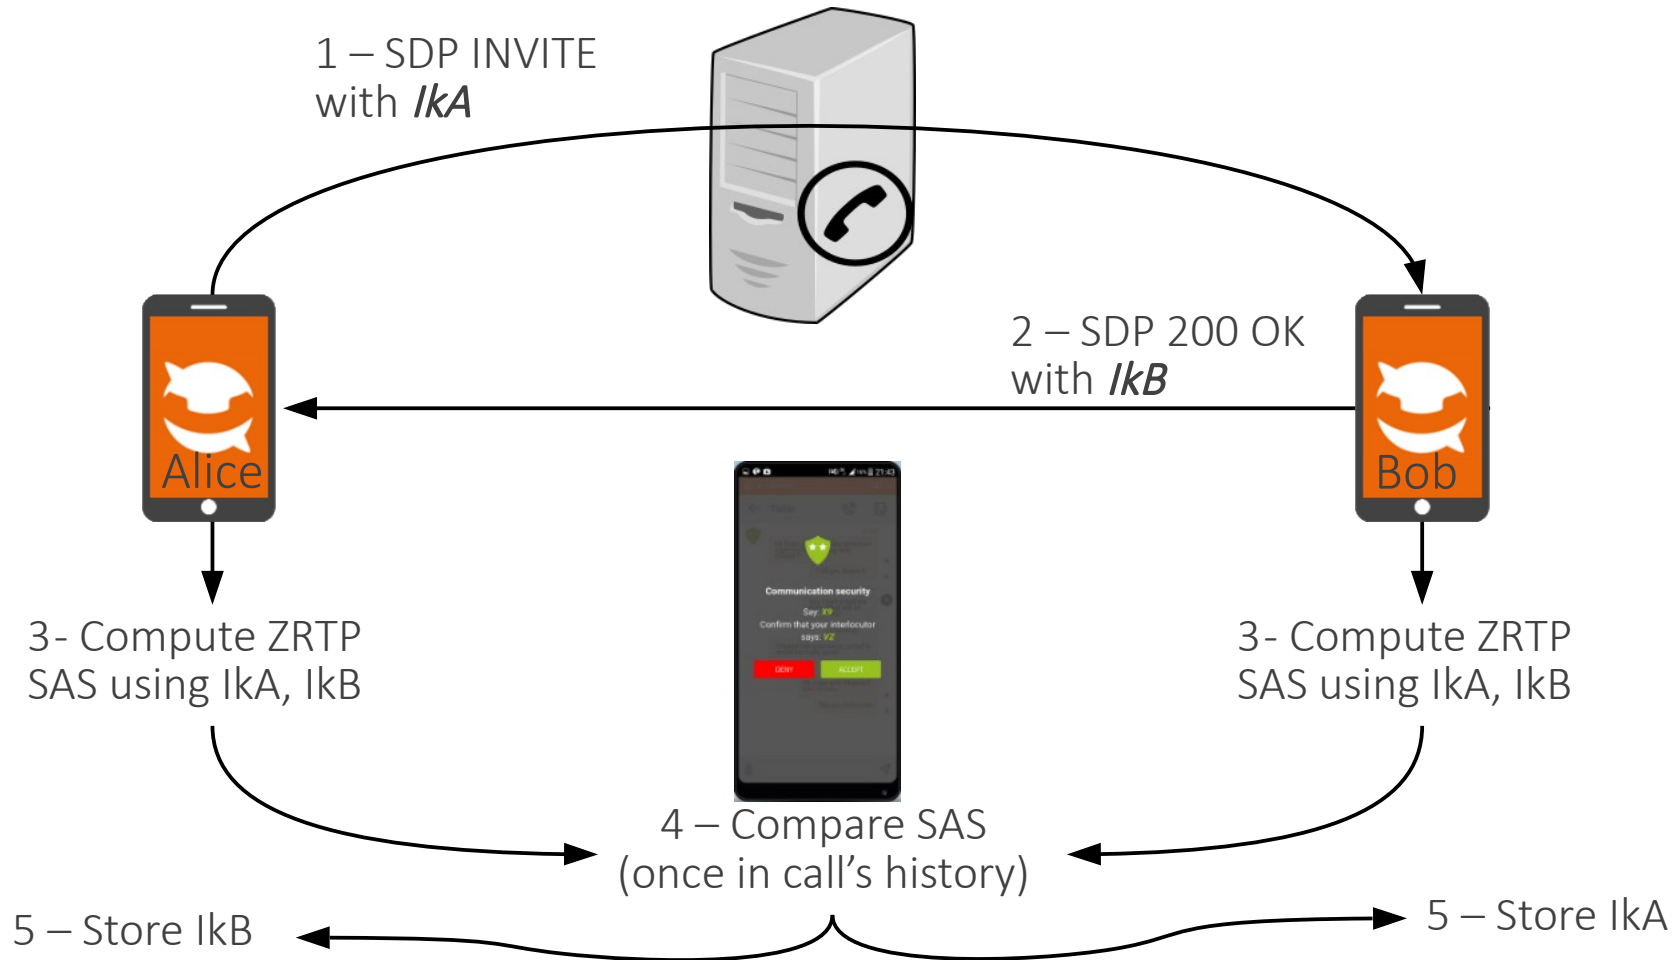 1 – SDP INVITE
with IkA
2 – SDP 200 OK
with IkB
Alice
Bob
21:43
Communication security
Say: X9
Confirm that your interlocutor
says: VZ
DENY
ACCEPT
3- Compute ZRTP
SAS using IkA, IkB
3- Compute ZRTP
SAS using IkA, IkB
4 – Compare SAS
(once in call’s history)
5 – Store IkB
5 – Store IkA